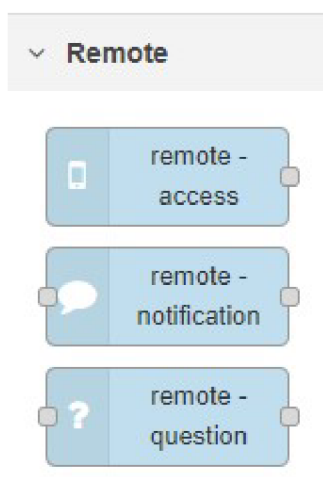 Remote
remote -
access
remote -
notification
remote -
question